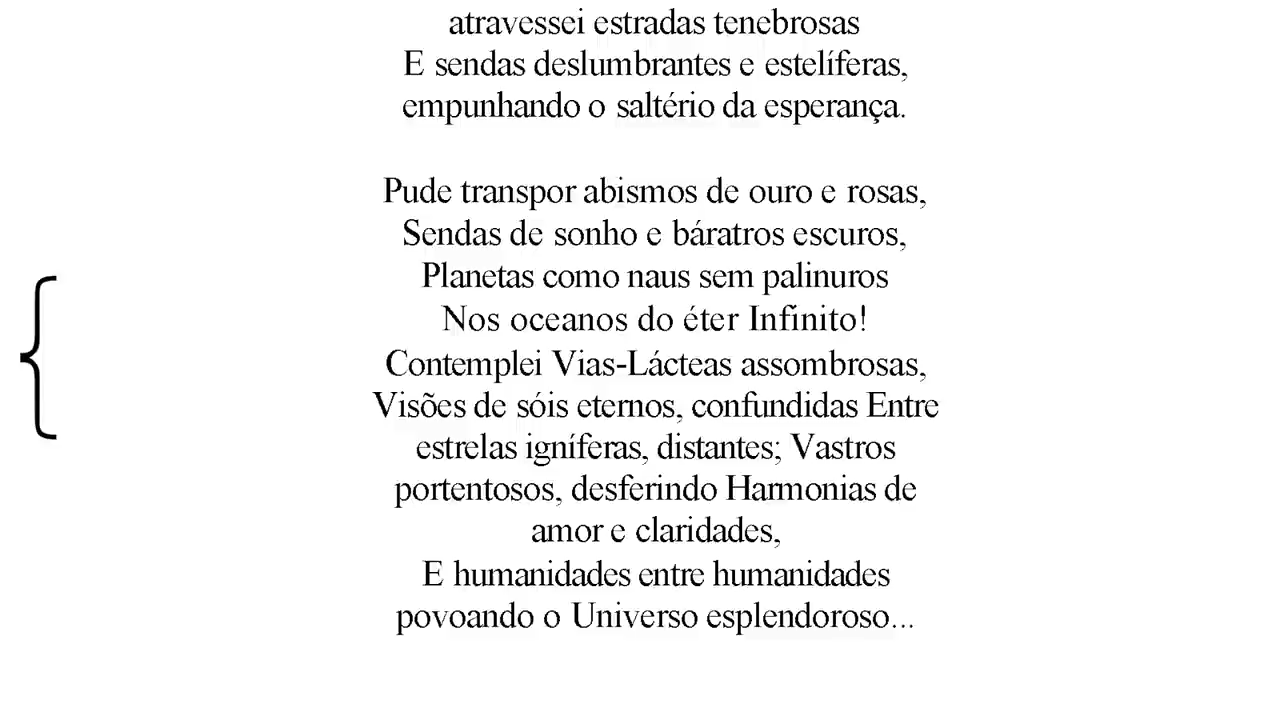 atravessei estradas tenebrosas
E sendas deslumbrantes e estelíferas,
empunhando o saltério da esperança.
Pude transpor abismos de ouro e rosas,
Sendas de sonho e báratros escuros,
Planetas como naus sem palinuros
Nos oceanos do éter Infinito!
Contemplei Vias-Lácteas assombrosas,
Visões de sóis eternos, confundidas Entre
estrelas igníferas, distantes; Vastros
portentosos, desferindo Harmonias de
amor e claridades,
E humanidades entre humanidades
povoando o Universo esplendoroso...